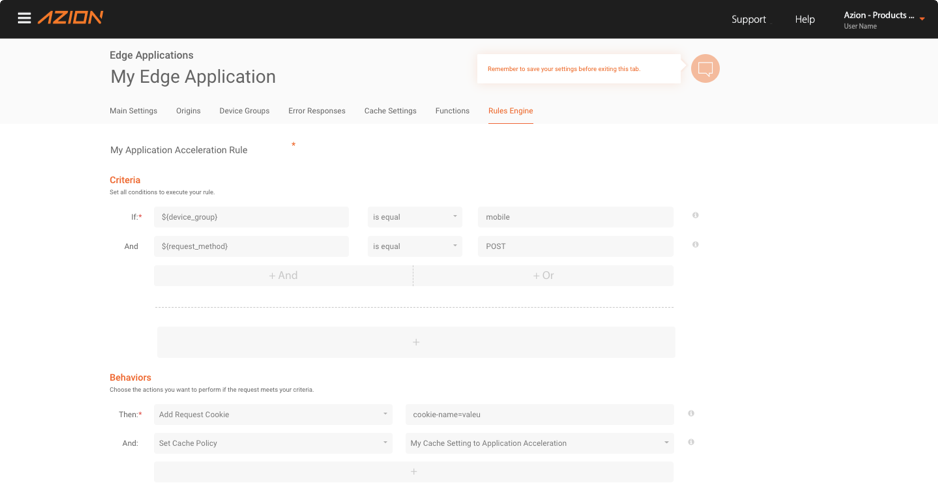 AZION
Support
Help
Azion - Products ...
User Name
Edge Applications
My Edge Application
Remember to save your settings before exiting this tab.
Main Settings Origins Device Groups Error Responses Cache Settings Functions Rules Engine
My Application Acceleration Rule *
Criteria
Set all conditions to execute your rule.
If:* ${device_group} is equal mobile
And ${request_method} is equal POST
+ And + Or
+
Behaviors
Choose the actions you want to perform if the request meets your criteria.
Then:* Add Request Cookie cookie-name=valeu
And: Set Cache Policy My Cache Setting to Application Acceleration
+